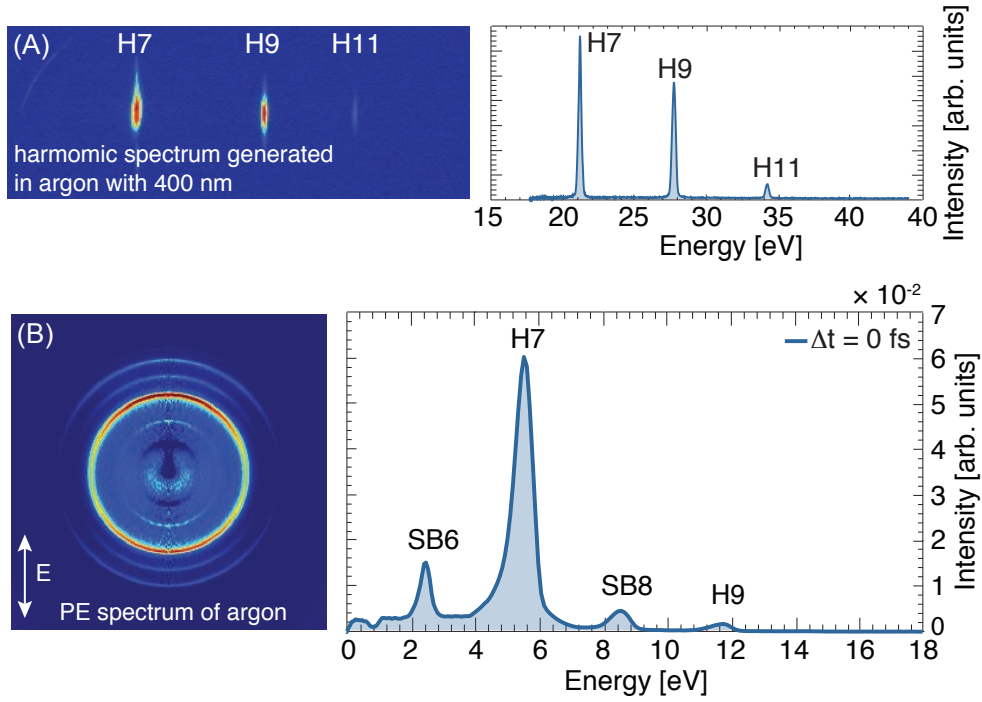 (A)
H7
H9
H11
harmomic spectrum generated
in argon with 400 nm
H7
H9
H11
15
21
25
30
35
40
40
Energy [eV]
Intensity [arb. units]
(B)
E
PE spectrum of argon
× 10⁻²
Δt = 0 fs
H7
SB6
SB8
H9
7
6
5
4
3
2
1
0
0
2
4
6
8
10
12
14
16
18
Energy [eV]
Intensity [arb. units]